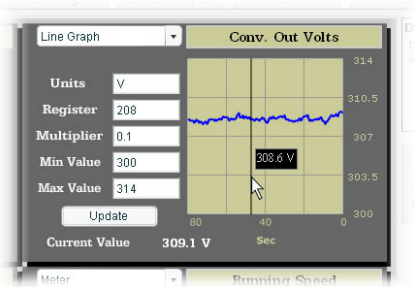 Line Graph
Conv. Out Volts
Units V
Register 208
Multiplier 0.1
Min Value 300
Max Value 314
Update
Current Value 309.1 V
314
310.5
307
303.5
300
308.6 V
80 40 0
Sec
Meter
Running Speed